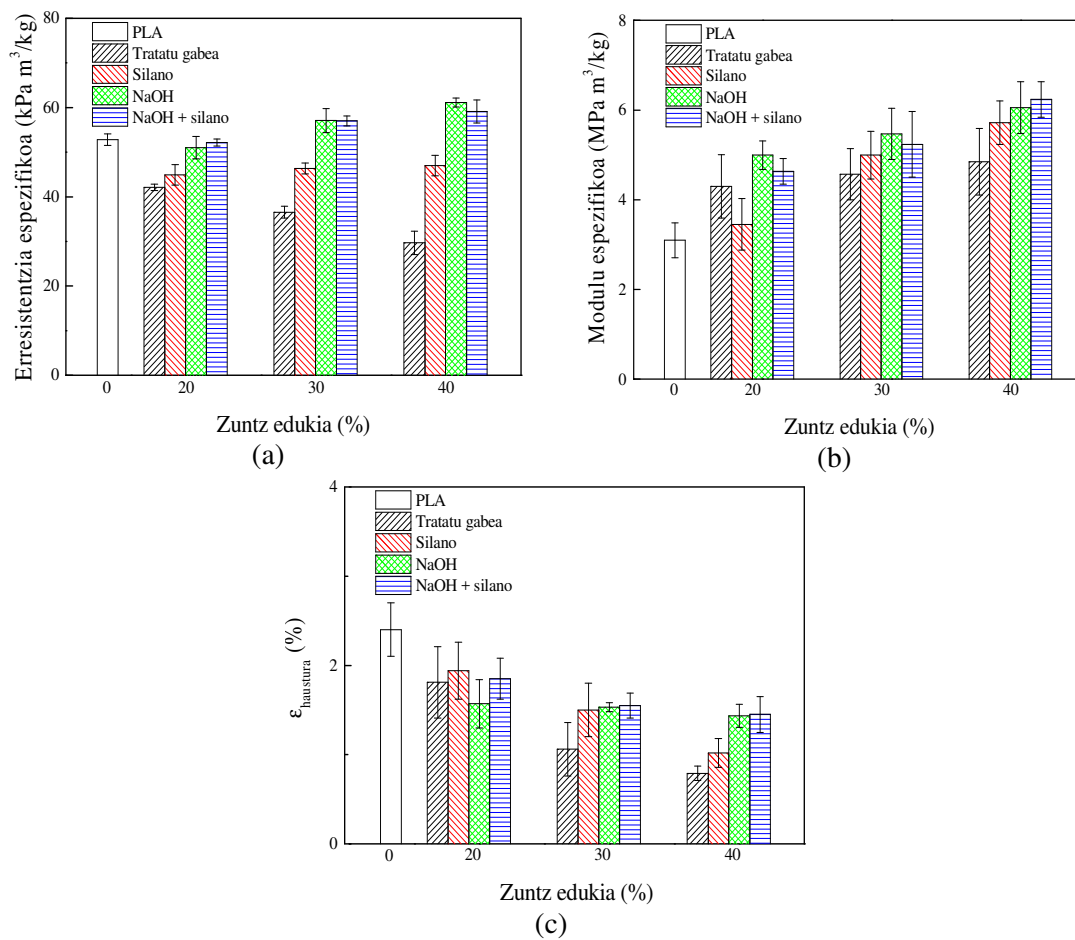 80
60
40
20
0
Erresistentzia espezifikoa (kPa m³/kg)
PLA
Tratatu gabea
Silano
NaOH
NaOH + silano
0 20 30 40
Zuntz edukia (%)
(a)
8
6
4
2
0
Modulu espezifikoa (MPa m³/kg)
PLA
Tratatu gabea
Silano
NaOH
NaOH + silano
0 20 30 40
Zuntz edukia (%)
(b)
4
2
0
ε haustura (%)
PLA
Tratatu gabea
Silano
NaOH
NaOH + silano
0 20 30 40
Zuntz edukia (%)
(c)